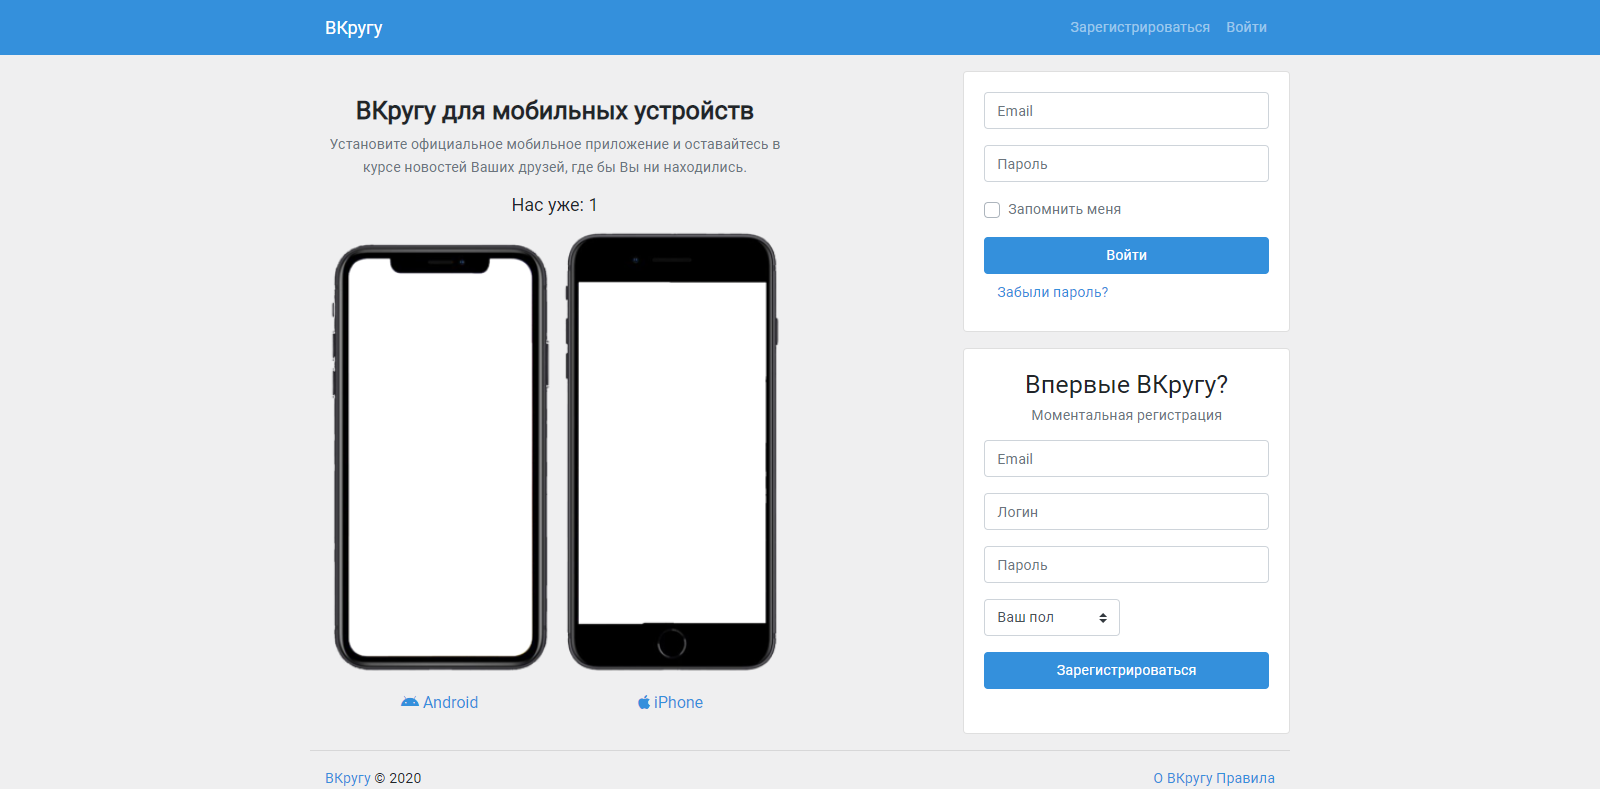 ВКругу
Зарегистрироваться Войти
ВКругу для мобильных устройств
Установите официальное мобильное приложение и оставайтесь в
курсе новостей Ваших друзей, где бы Вы ни находились.
Нас уже: 1
Android
iPhone
Email
Пароль
Запомнить меня
Войти
Забыли пароль?
Впервые ВКругу?
Моментальная регистрация
Email
Логин
Пароль
Ваш пол
Зарегистрироваться
ВКругу © 2020
О ВКругу Правила